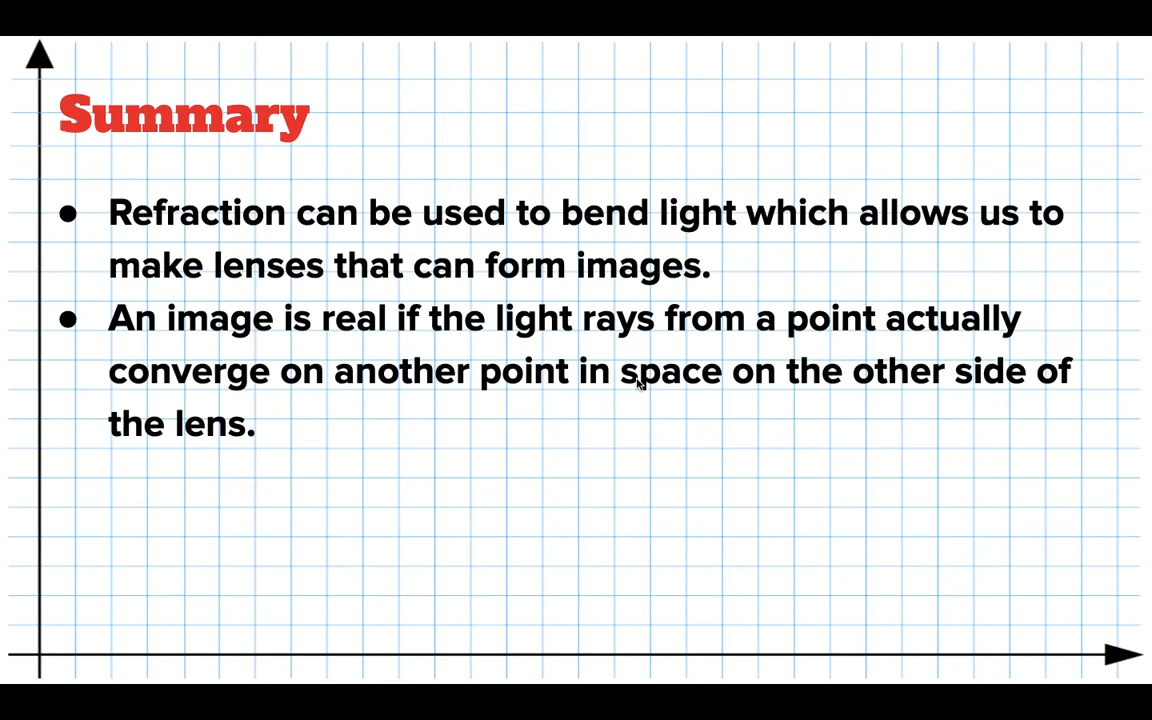 Summary
● Refraction can be used to bend light which allows us to
make lenses that can form images.
● An image is real if the light rays from a point actually
converge on another point in space on the other side of
the lens.